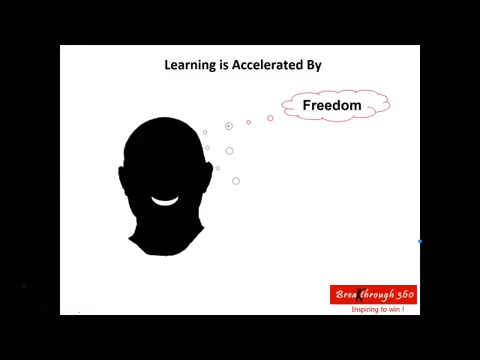 Learning is Accelerated By
Freedom
Breakthrough 360
Inspiring to win !